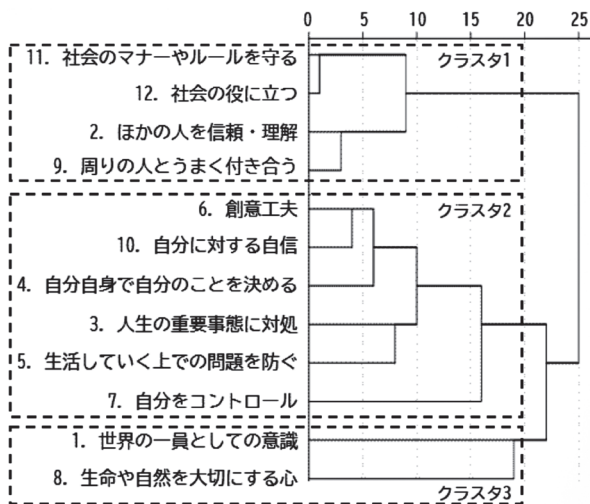 0 5 10 15 20 25
11. 社会のマナーやルールを守る
クラスタ1
12. 社会の役に立つ
2. ほかの人を信頼・理解
9. 周りの人とうまく付き合う
6. 創意工夫
クラスタ2
10. 自分に対する自信
4. 自分自身で自分のことを決める
3. 人生の重要事態に対処
5. 生活していく上での問題を防ぐ
7. 自分をコントロール
1. 世界の一員としての意識
8. 生命や自然を大切にする心
クラスタ3